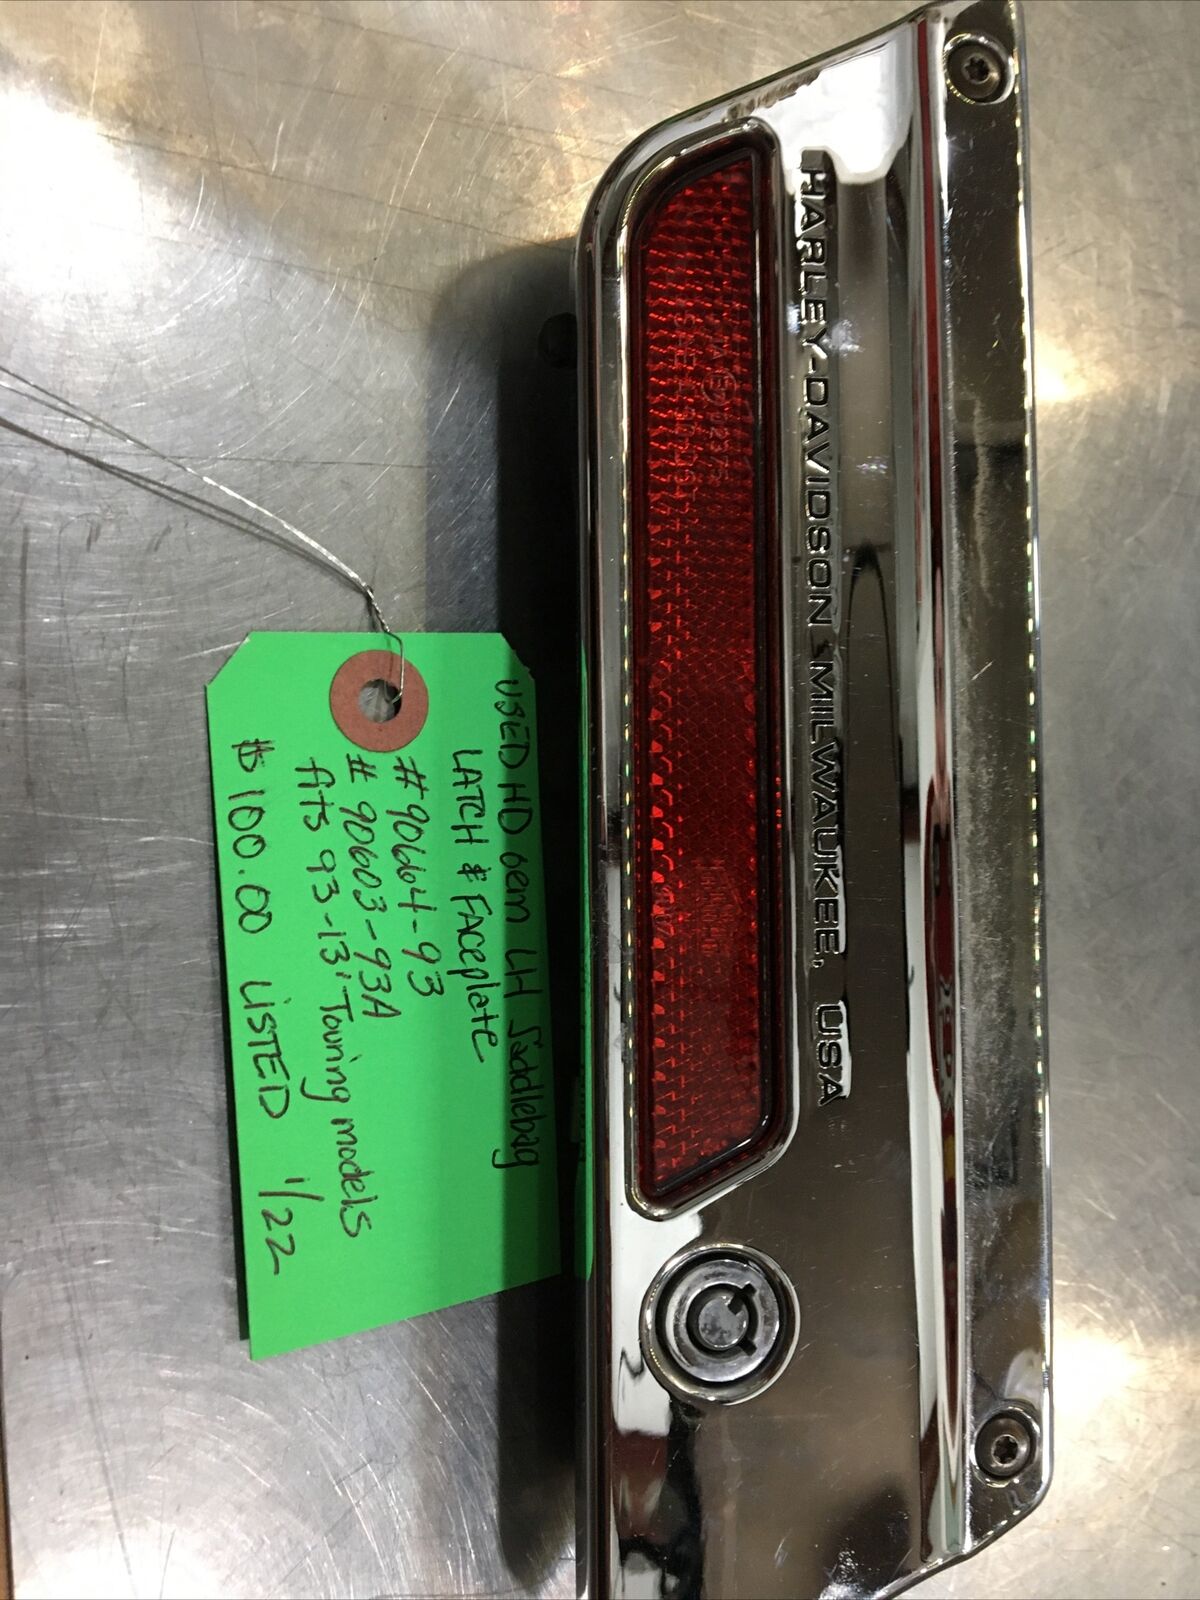 HARLEY-DAVIDSON MILWAUKEE, USA
USED HD OEM LH Saddlebag
LATCH & FACEplate
#90604-93
# 90603-93A
fits 93-13' Touring models
$100.00 LISTED 1/22